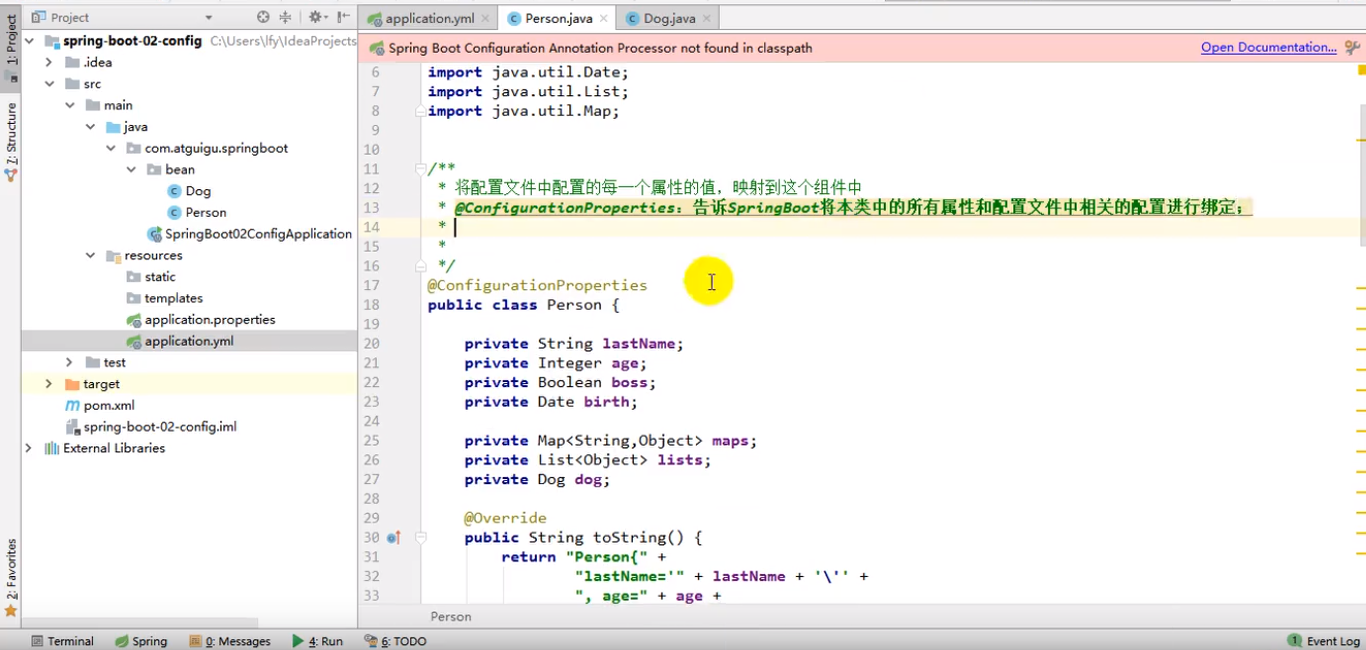 Project
application.yml
Person.java
Dog.java
1: Project
7: Structure
2: Favorites
spring-boot-02-config C:\Users\lfy\IdeaProjects
.idea
src
main
java
com.atguigu.springboot
bean
Dog
Person
SpringBoot02ConfigApplication
resources
static
templates
application.properties
application.yml
test
target
pom.xml
spring-boot-02-config.iml
External Libraries
Spring Boot Configuration Annotation Processor not found in classpath
Open Documentation...
6 import java.util.Date;
7 import java.util.List;
8 import java.util.Map;
9
10
11 /**
12 * 将配置文件中配置的每一个属性的值，映射到这个组件中
13 * @ConfigurationProperties：告诉SpringBoot将本类中的所有属性和配置文件中相关的配置进行绑定；
14 *
15 *
16 */
17 @ConfigurationProperties
18 public class Person {
19
20 private String lastName;
21 private Integer age;
22 private Boolean boss;
23 private Date birth;
24
25 private Map<String,Object> maps;
26 private List<Object> lists;
27 private Dog dog;
28
29 @Override
30 public String toString() {
31 return "Person{" +
32 "lastName='" + lastName + '\'' +
33 ", age=" + age +
Person
Terminal
Spring
0: Messages
4: Run
6: TODO
1 Event Log